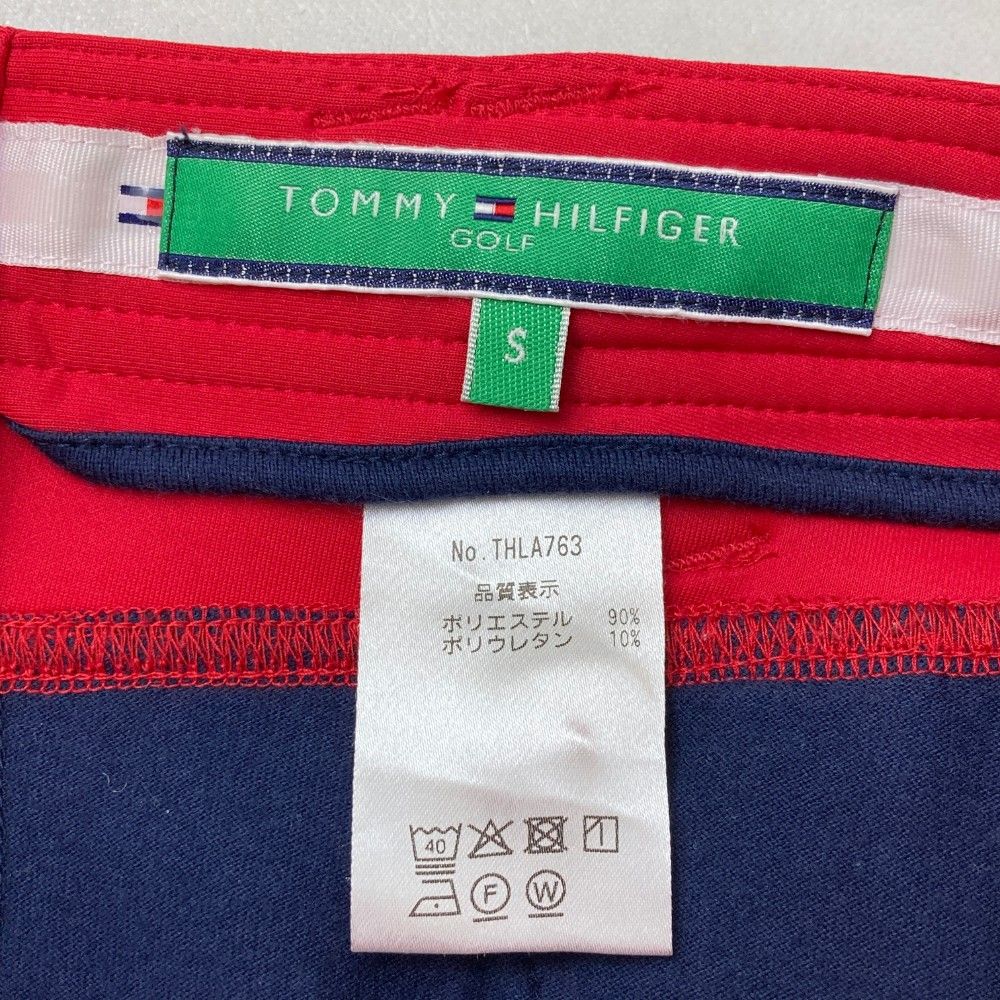 TOMMY HILFIGER
GOLF
S
No. THLA763
品質表示
ポリエステル 90%
ポリウレタン 10%
40
F W